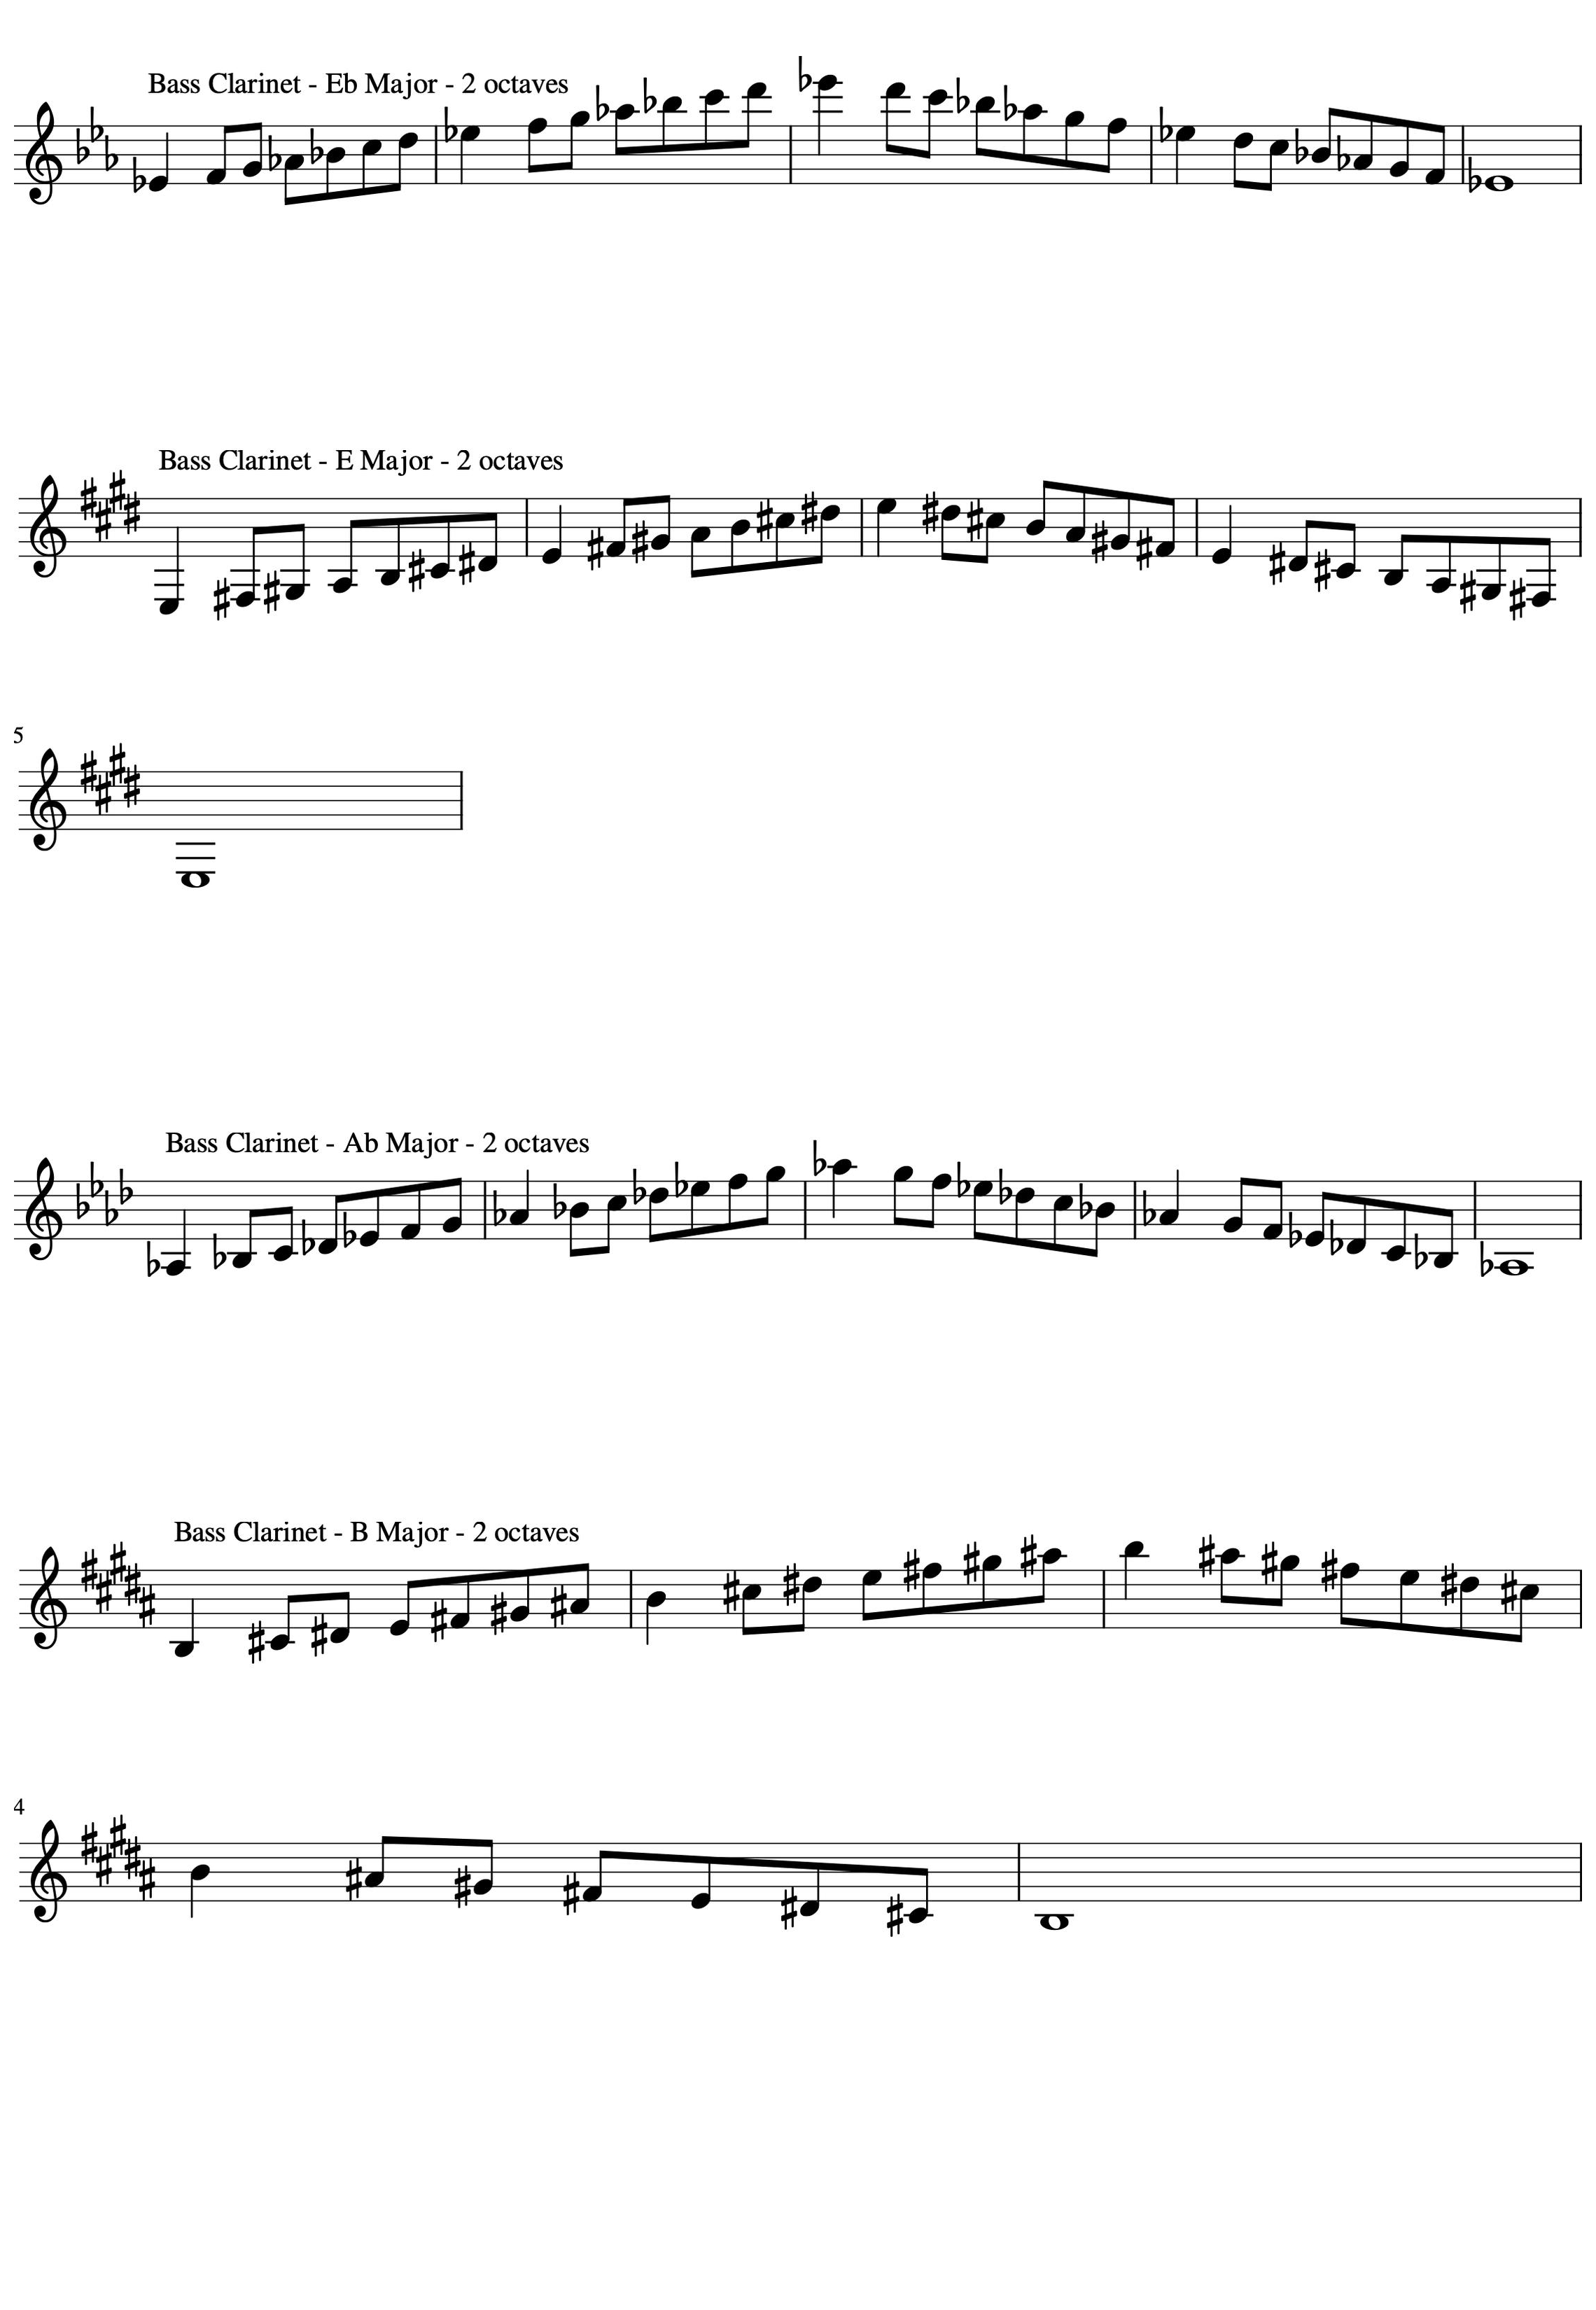 Bass Clarinet - Eb Major - 2 octaves
Bass Clarinet - E Major - 2 octaves
5
Bass Clarinet - Ab Major - 2 octaves
Bass Clarinet - B Major - 2 octaves
4